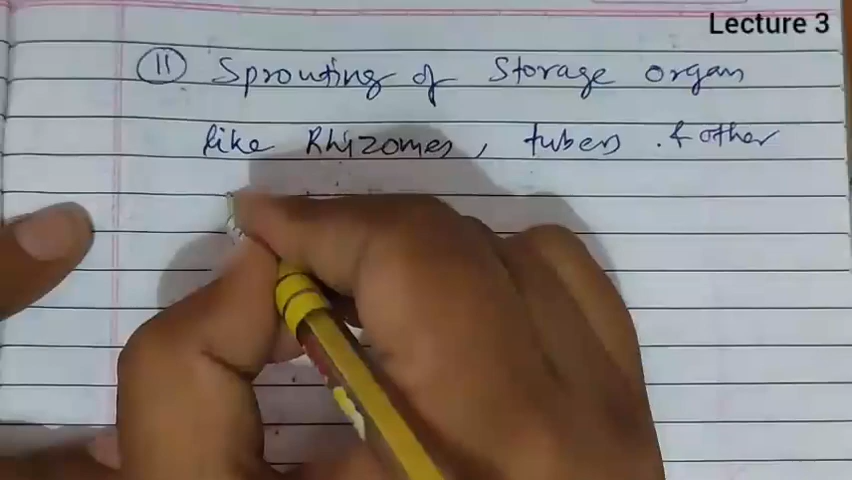 Lecture 3
11 Sprouting of Storage organ
like Rhizomes, tubers . & other